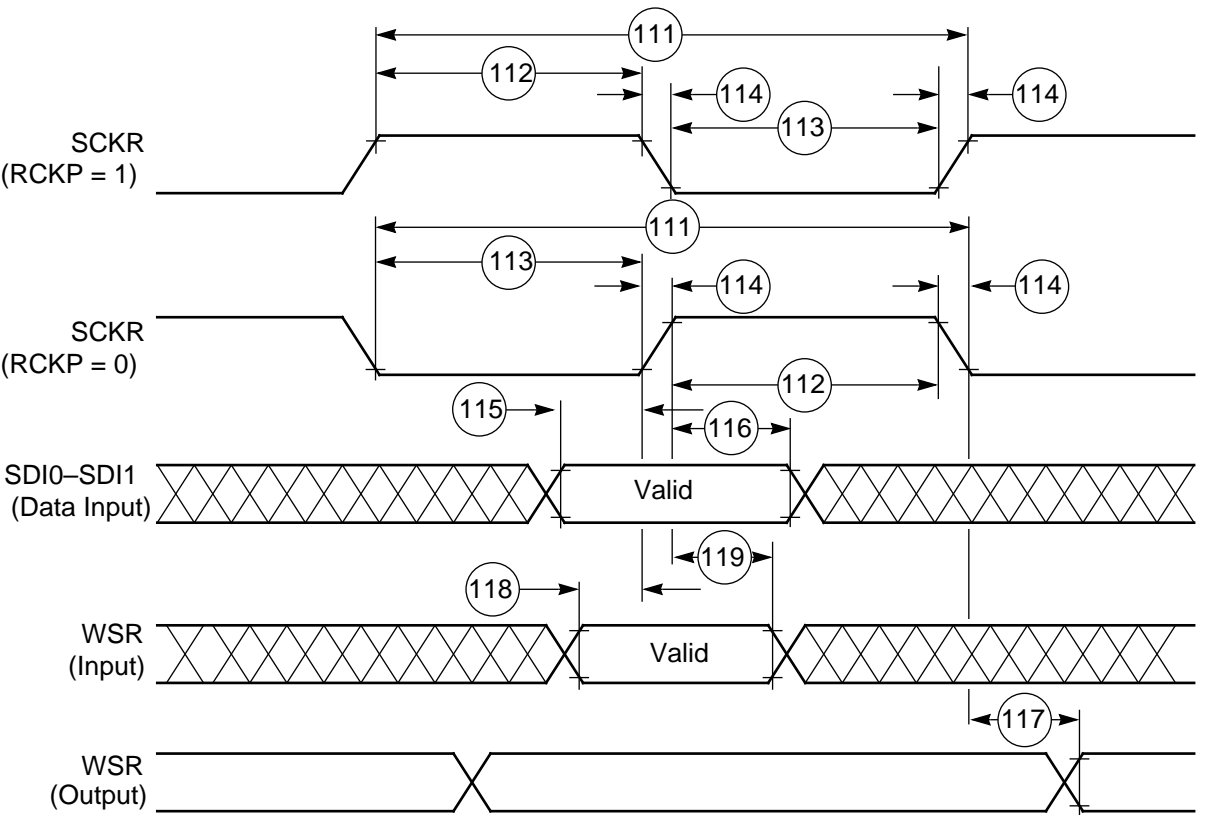 111
112
114
114
113
SCKR
(RCKP = 1)
111
113
114
114
SCKR
(RCKP = 0)
112
115
116
SDI0–SDI1
(Data Input)
Valid
119
118
WSR
(Input)
Valid
117
WSR
(Output)